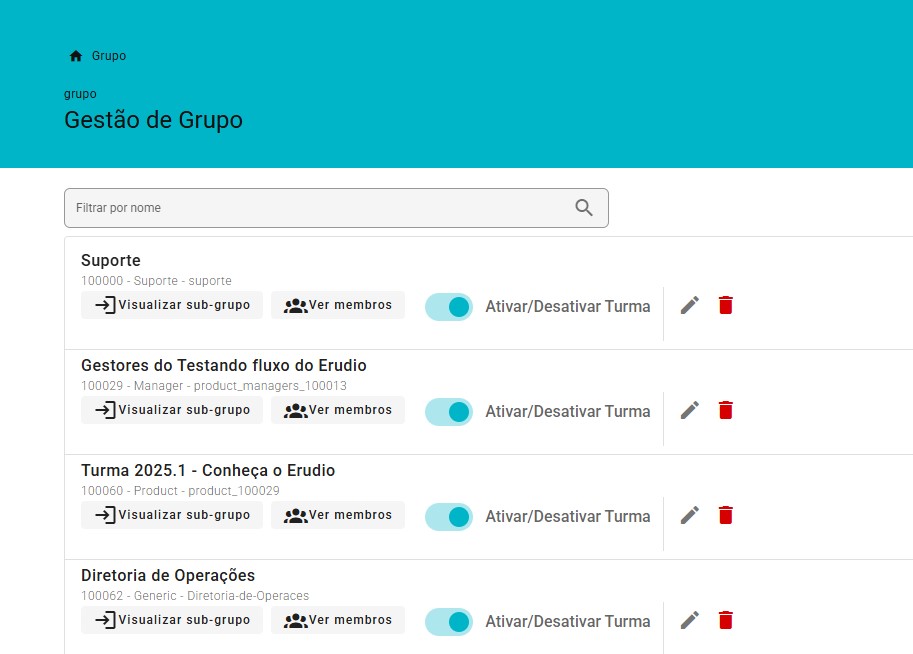 Grupo
grupo
Gestão de Grupo
Filtrar por nome
Suporte
100000 - Suporte - suporte
Visualizar sub-grupo Ver membros Ativar/Desativar Turma
Gestores do Testando fluxo do Erudio
100029 - Manager - product_managers_100013
Visualizar sub-grupo Ver membros Ativar/Desativar Turma
Turma 2025.1 - Conheça o Erudio
100060 - Product - product_100029
Visualizar sub-grupo Ver membros Ativar/Desativar Turma
Diretoria de Operações
100062 - Generic - Diretoria-de-Operaces
Visualizar sub-grupo Ver membros Ativar/Desativar Turma